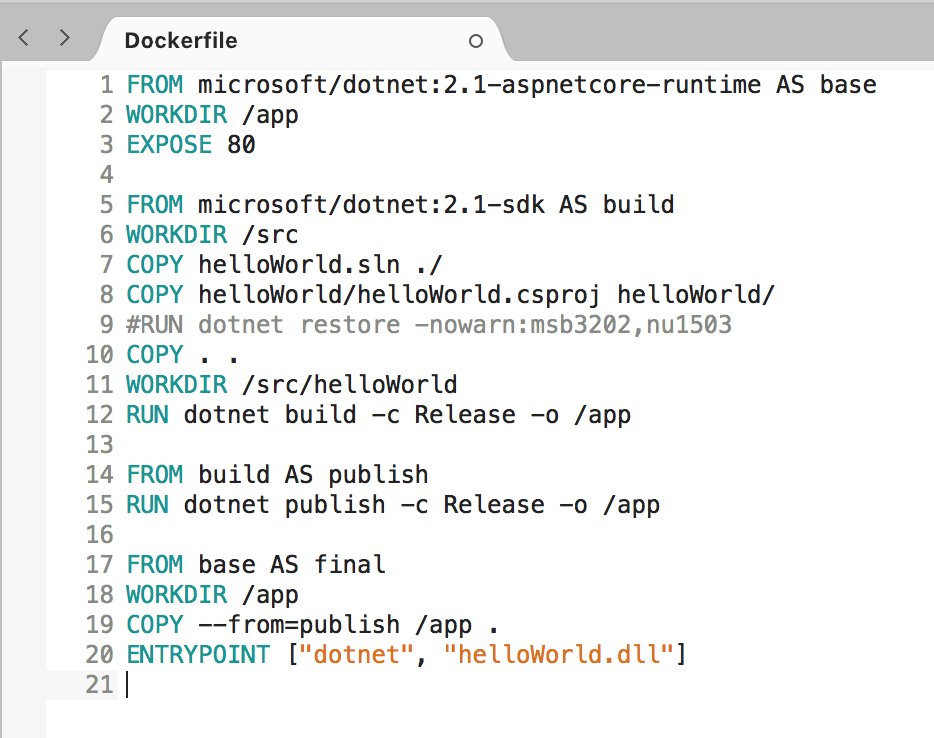 Dockerfile
1 FROM microsoft/dotnet:2.1-aspnetcore-runtime AS base
2 WORKDIR /app
3 EXPOSE 80
4
5 FROM microsoft/dotnet:2.1-sdk AS build
6 WORKDIR /src
7 COPY helloWorld.sln ./
8 COPY helloWorld/helloWorld.csproj helloWorld/
9 #RUN dotnet restore -nowarn:msb3202,nu1503
10 COPY . .
11 WORKDIR /src/helloWorld
12 RUN dotnet build -c Release -o /app
13
14 FROM build AS publish
15 RUN dotnet publish -c Release -o /app
16
17 FROM base AS final
18 WORKDIR /app
19 COPY --from=publish /app .
20 ENTRYPOINT ["dotnet", "helloWorld.dll"]
21